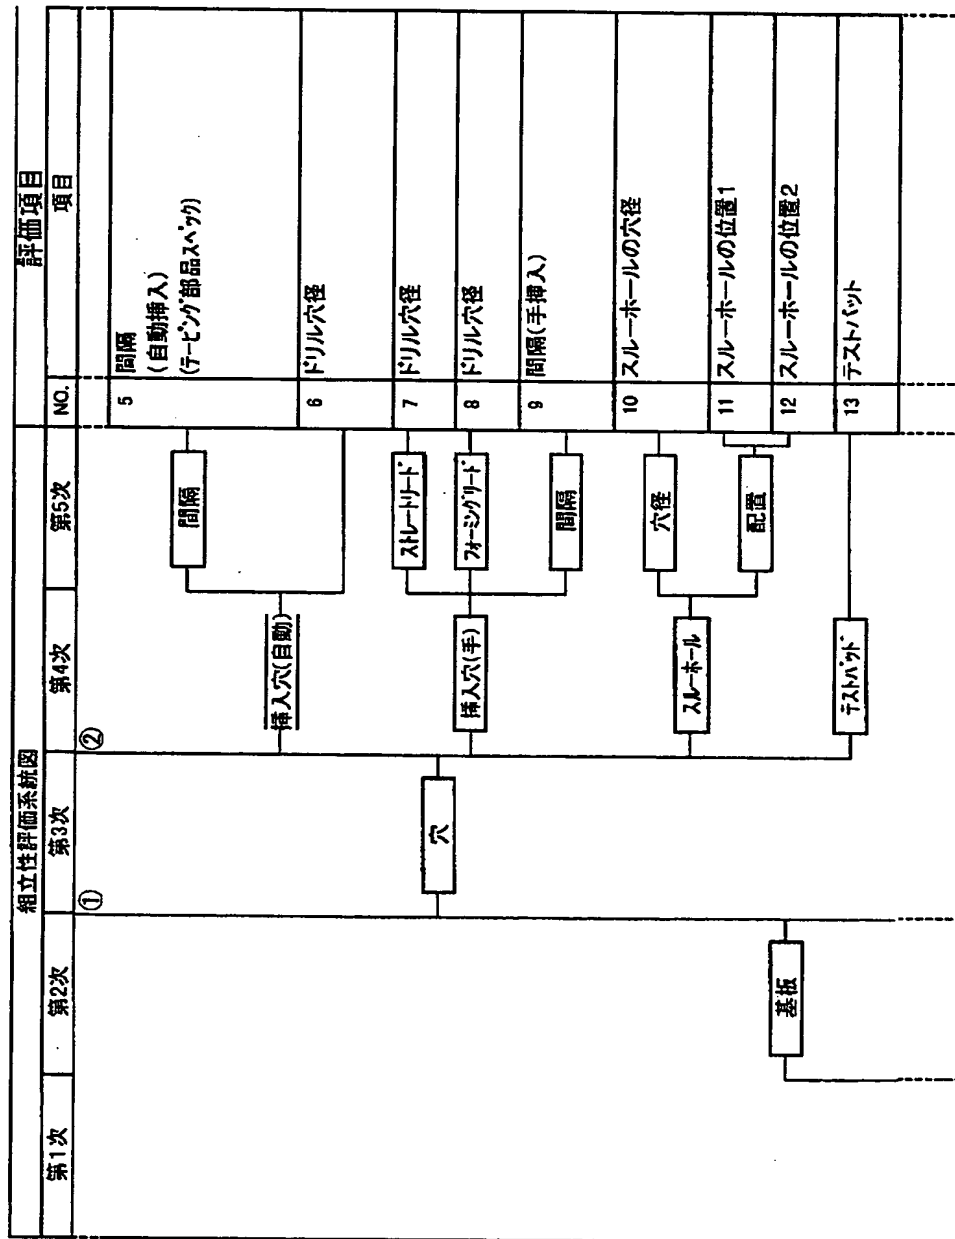 組立性評価系統図
評価項目
第1次
第2次
第3次
第4次
第5次
NO.
項目
①
②
基板
穴
挿入穴(自動)
間隔
5
間隔
(自動挿入)
(テーピング部品スペック)
6
ドリル穴径
挿入穴(手)
ストレートリード
7
ドリル穴径
フォーミングリード
8
ドリル穴径
間隔
9
間隔(手挿入)
スルーホール
穴径
10
スルーホールの穴径
配置
11
スルーホールの位置1
12
スルーホールの位置2
テストパッド
13
テストパット